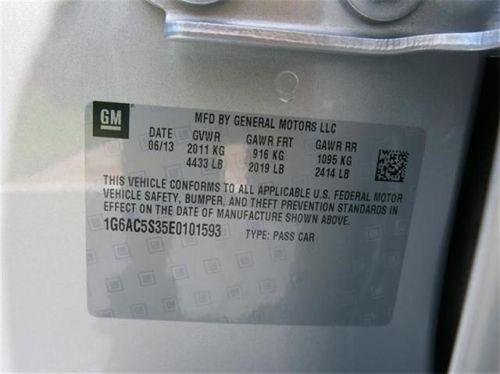 GM
MFD BY GENERAL MOTORS LLC
DATE GVWR GAWR FRT GAWR RR
06/13 2011 KG 916 KG 1095 KG
4433 LB 2019 LB 2414 LB
THIS VEHICLE CONFORMS TO ALL APPLICABLE U.S. FEDERAL MOTOR
VEHICLE SAFETY, BUMPER, AND THEFT PREVENTION STANDARDS IN
EFFECT ON THE DATE OF MANUFACTURE SHOWN ABOVE.
1G6AC5S35E0101593 TYPE: PASS CAR